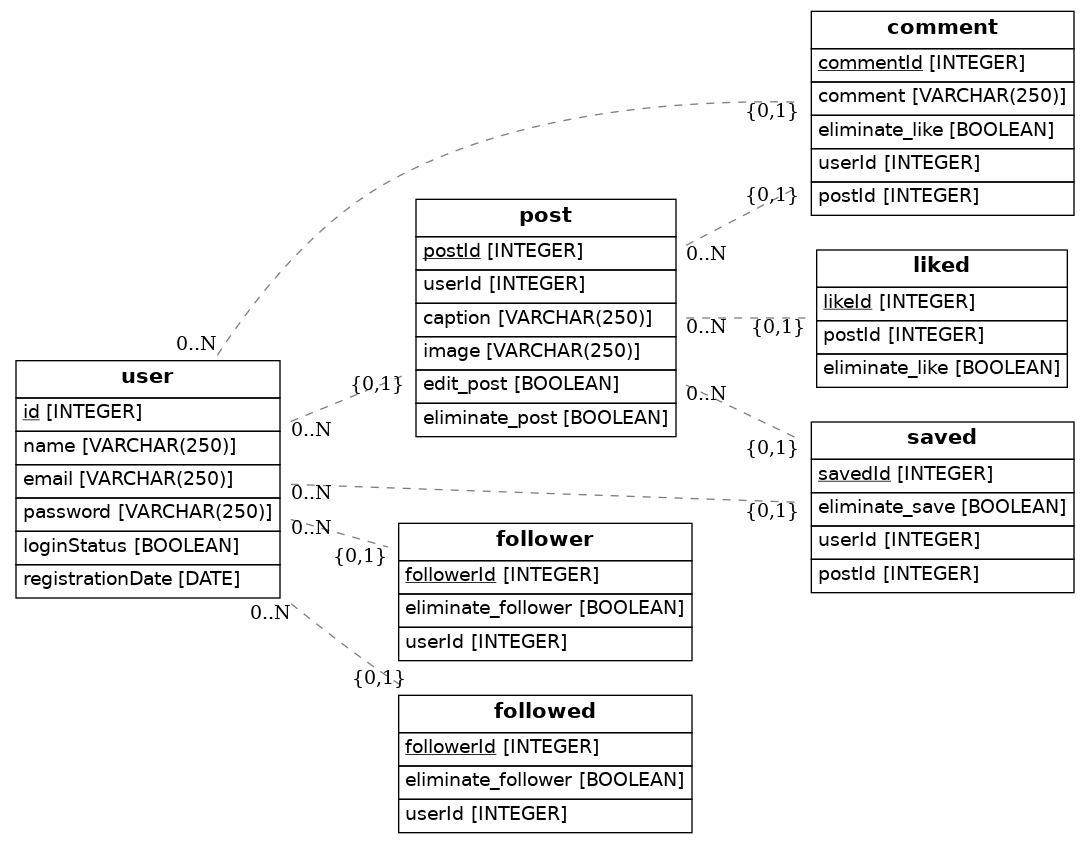 comment
commentId [INTEGER]
comment [VARCHAR(250)]
eliminate_like [BOOLEAN]
userId [INTEGER]
postId [INTEGER]
{0,1}
{0,1}
post
postId [INTEGER]
userId [INTEGER]
caption [VARCHAR(250)]
image [VARCHAR(250)]
edit_post [BOOLEAN]
eliminate_post [BOOLEAN]
0..N
0..N
0..N
{0,1}
liked
likeId [INTEGER]
postId [INTEGER]
eliminate_like [BOOLEAN]
0..N
user
id [INTEGER]
name [VARCHAR(250)]
email [VARCHAR(250)]
password [VARCHAR(250)]
loginStatus [BOOLEAN]
registrationDate [DATE]
{0,1}
0..N
0..N
0..N
0..N
{0,1}
{0,1}
saved
savedId [INTEGER]
eliminate_save [BOOLEAN]
userId [INTEGER]
postId [INTEGER]
{0,1}
follower
followerId [INTEGER]
eliminate_follower [BOOLEAN]
userId [INTEGER]
{0,1}
followed
followerId [INTEGER]
eliminate_follower [BOOLEAN]
userId [INTEGER]